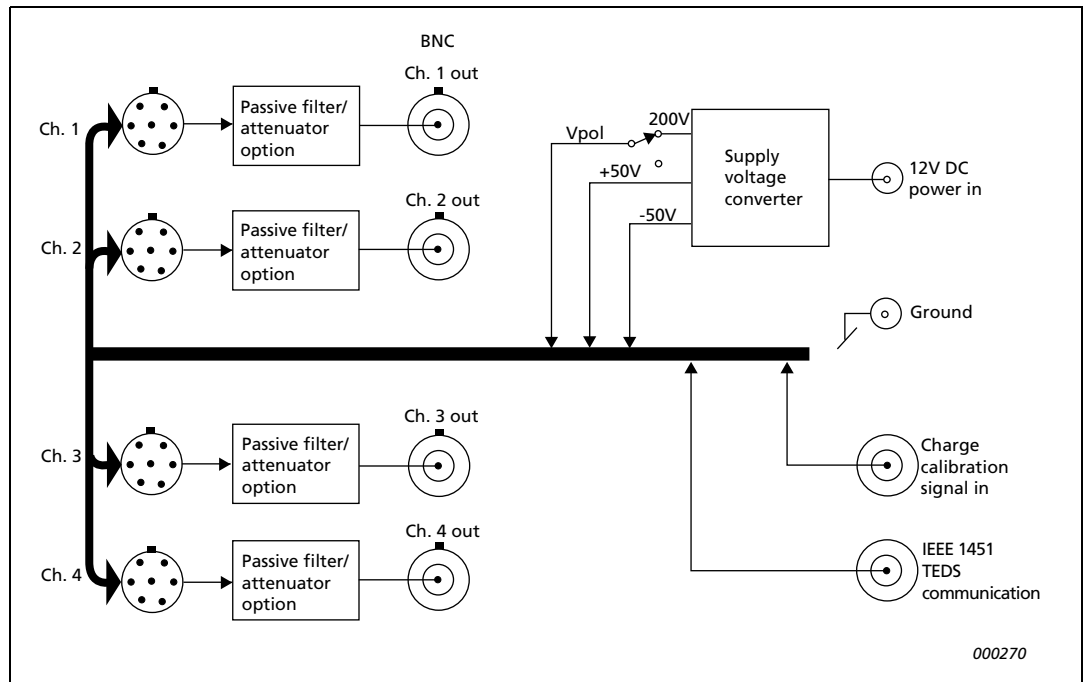 BNC
Ch. 1 out
Ch. 1
Passive filter/
attenuator
option
Ch. 2 out
Ch. 2
Passive filter/
attenuator
option
Vpol
200V
+50V
-50V
Supply
voltage
converter
12V DC
power in
Ground
Ch. 3 out
Ch. 3
Passive filter/
attenuator
option
Charge
calibration
signal in
Ch. 4 out
Ch. 4
Passive filter/
attenuator
option
IEEE 1451
TEDS
communication
000270